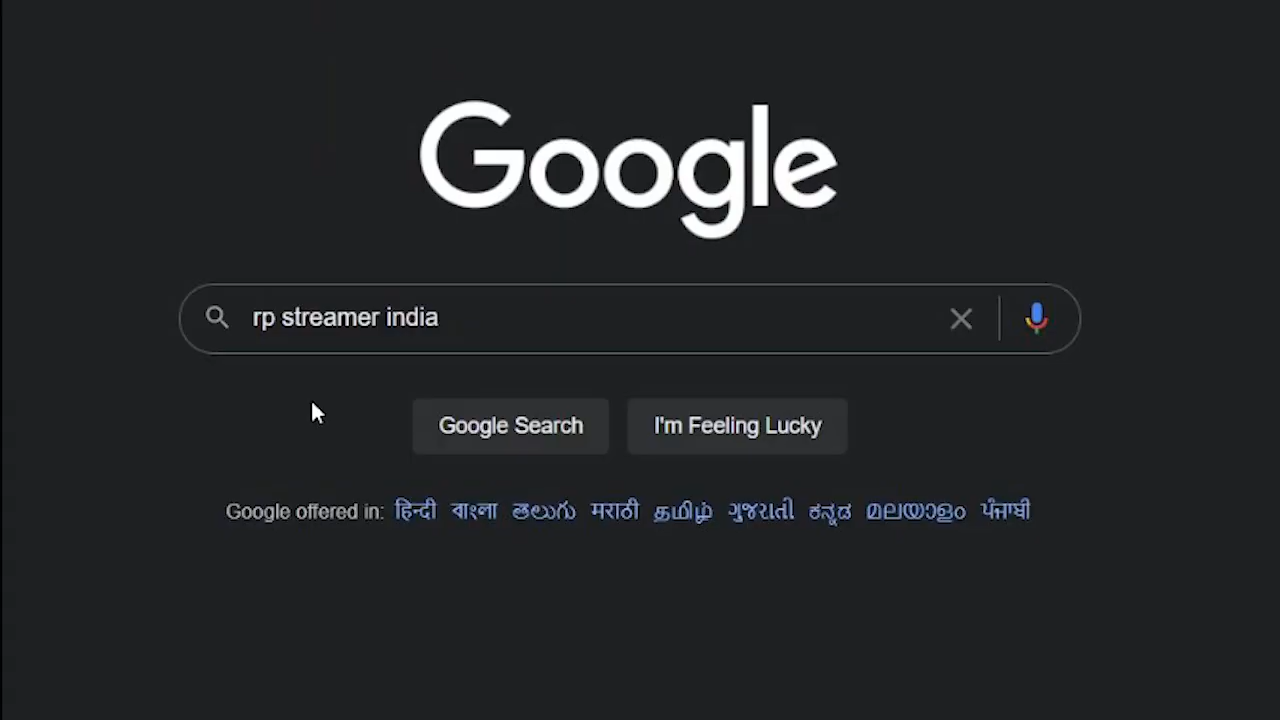 Google
rp streamer india
Google Search I'm Feeling Lucky
Google offered in: हिन्दी বাংলা తెలుగు मराठी தமிழ் ગુજરાતી ಕನ್ನಡ മലയാളം ਪੰਜਾਬੀ